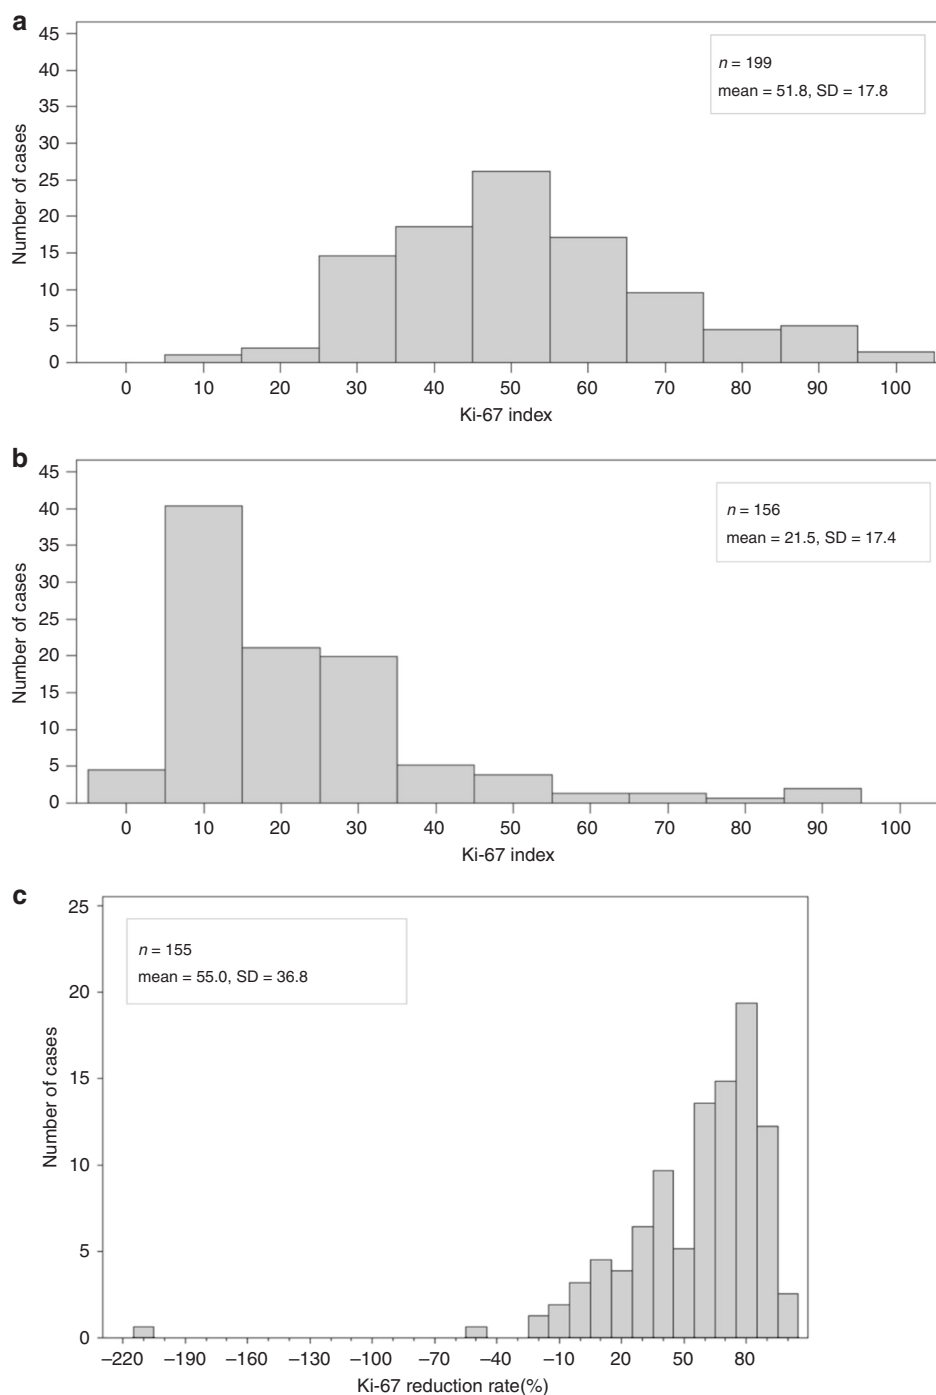 a
45
40
35
30
25
20
15
10
5
0
Number of cases
n = 199
mean = 51.8, SD = 17.8
0 10 20 30 40 50 60 70 80 90 100
Ki-67 index
b
45
40
35
30
25
20
15
10
5
0
Number of cases
n = 156
mean = 21.5, SD = 17.4
0 10 20 30 40 50 60 70 80 90 100
Ki-67 index
c
25
20
15
10
5
0
Number of cases
n = 155
mean = 55.0, SD = 36.8
−220 −190 −160 −130 −100 −70 −40 −10 20 50 80
Ki-67 reduction rate(%)